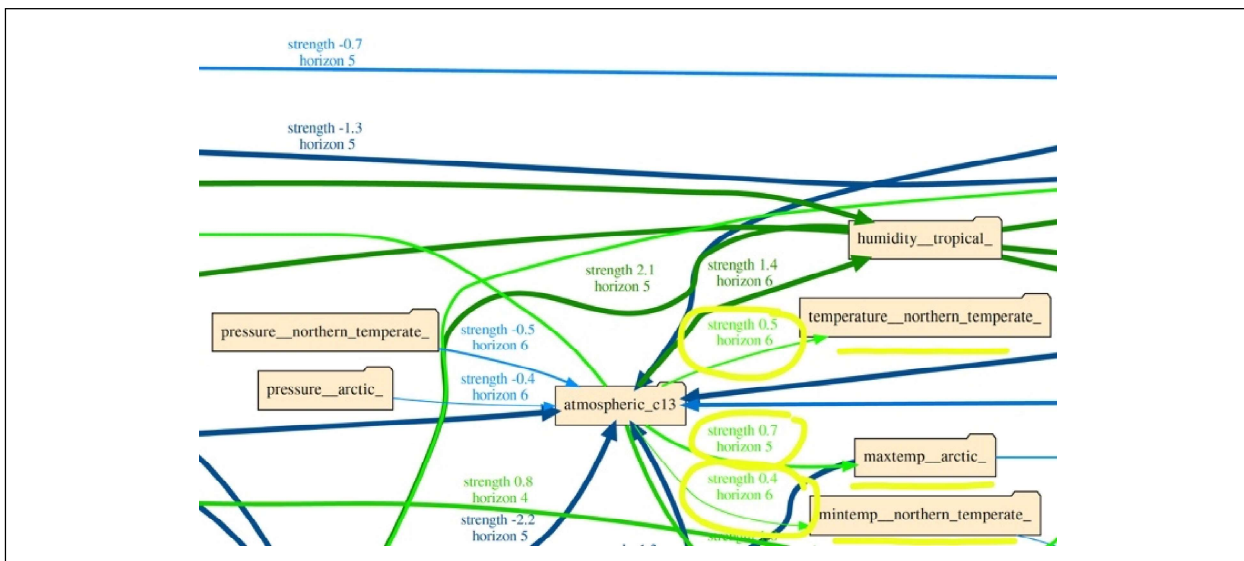 strength -0.7
horizon 5
strength -1.3
horizon 5
humidity__tropical_
strength 2.1
horizon 5
strength 1.4
horizon 6
temperature__northern_temperate_
strength 0.5
horizon 6
pressure__northern_temperate_
strength -0.5
horizon 6
pressure__arctic_
strength -0.4
horizon 6
atmospheric_c13
strength 0.7
horizon 5
maxtemp__arctic_
strength 0.4
horizon 6
strength 0.8
horizon 4
mintemp__northern_temperate_
strength -2.2
horizon 5